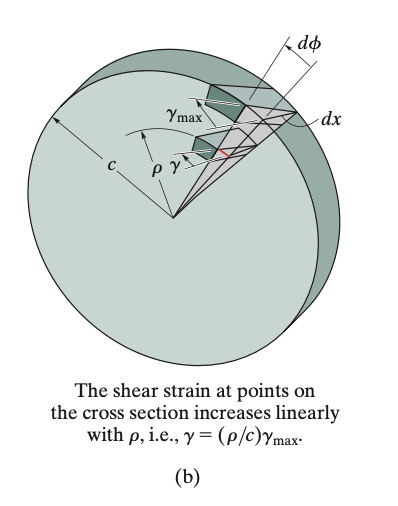 dϕ
γmax
dx
c
ρ
γ
The shear strain at points on
the cross section increases linearly
with ρ, i.e., γ = (ρ/c)γmax.
(b)